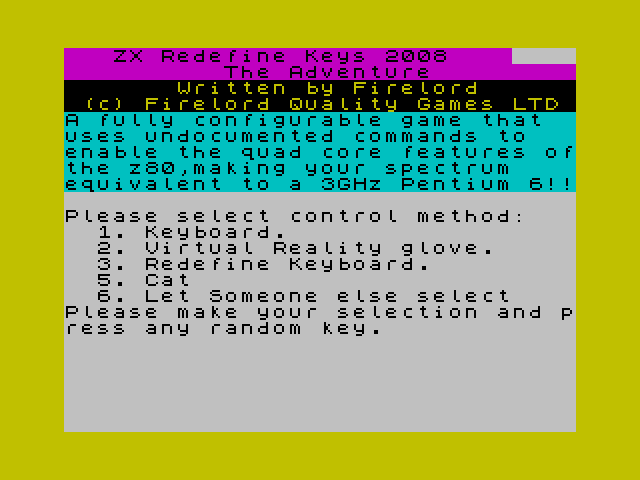 ZX Redefine Keys 2008
The Adventure
Written by Firelord
(c) Firelord Quality Games LTD
A fully configurable game that
uses undocumented commands to
enable the quad core features of
the z80,making your spectrum
equivalent to a 3GHz Pentium 6!!
Please select control method:
1. Keyboard.
2. Virtual Reality glove.
3. Redefine Keyboard.
5. Cat
6. Let Someone else select
Please make your selection and p
ress any random key.